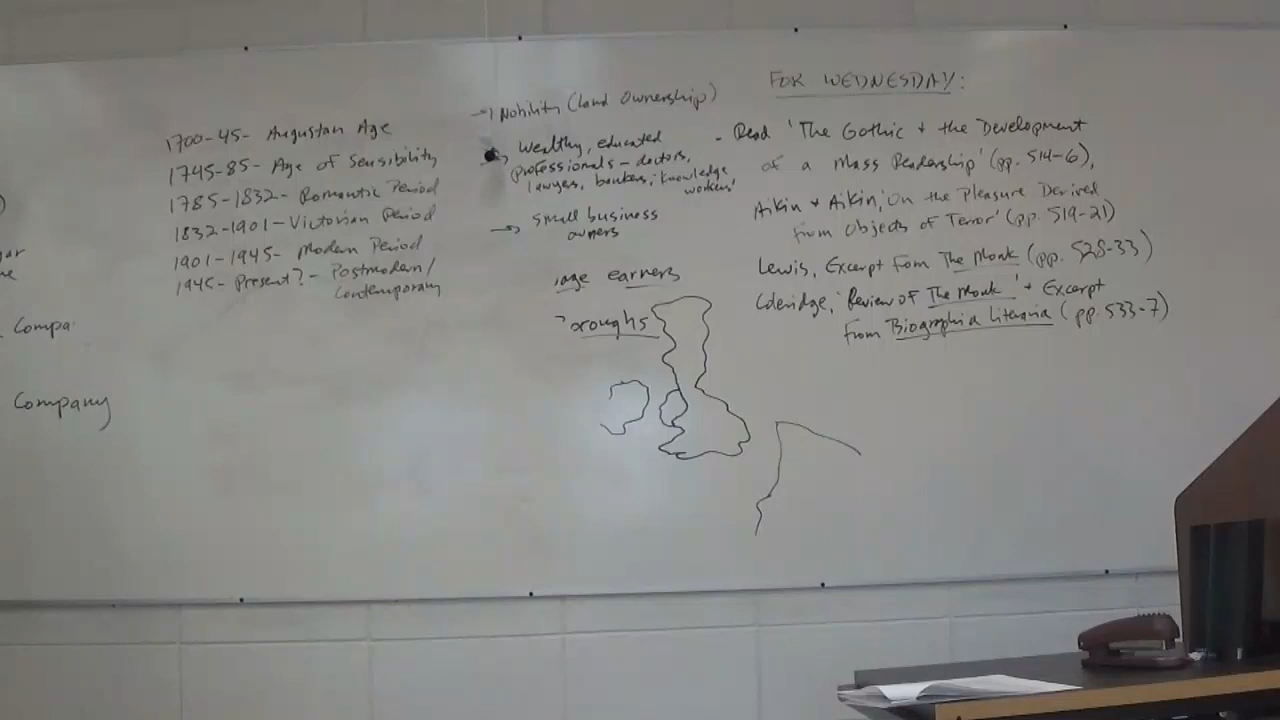 Compa
Company
1700-45- Augustan Age
1745-85- Age of Sensibility
1785-1832- Romantic Period
1832-1901-Victorian Period
1901-1945- Modern Period
1945-Present?- Postmodern/
Contemporary
→ Nobility (Land Ownership)
→ Wealthy, educated
professionals - doctors,
lawyers, bankers, 'knowledge
workers'
→ Small business
owners
age earners
oroughs
FOR WEDNESDAY:
- Read 'The Gothic + the Development
of a Mass Readership' (pp. 514-6),
Aikin + Aikin, 'On the Pleasure Derived
from Objects of Terror' (pp. 519-21)
Lewis, Excerpt from The Monk (pp. 528-33)
Coleridge, 'Review of The Monk' + Excerpt
from Biographia Literaria (pp. 533-7)